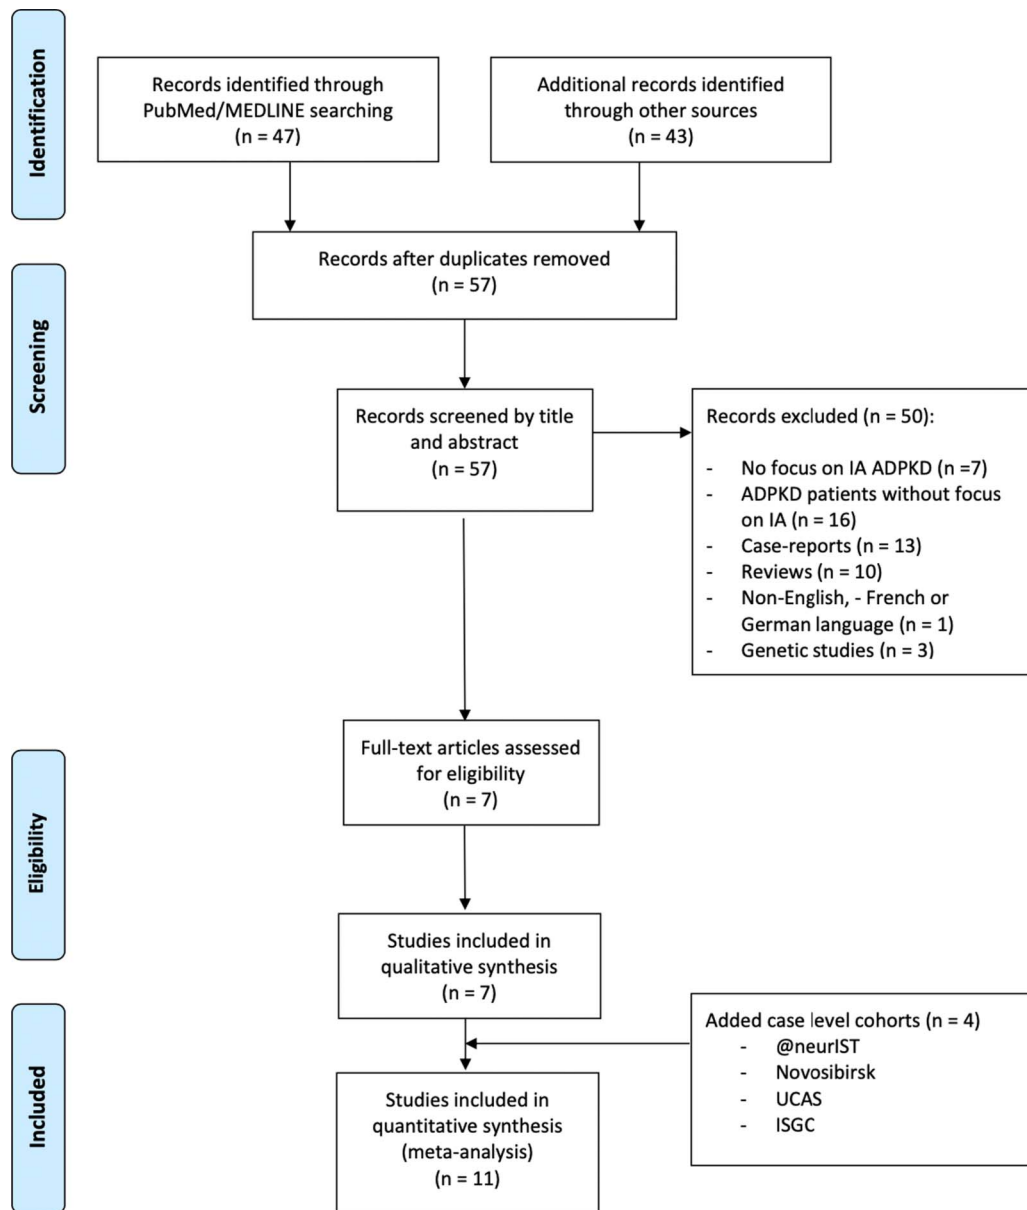 Identification
Records identified through
PubMed/MEDLINE searching
(n = 47)
Additional records identified
through other sources
(n = 43)
Records after duplicates removed
(n = 57)
Screening
Records screened by title
and abstract
(n = 57)
Records excluded (n = 50):
- No focus on IA ADPKD (n =7)
- ADPKD patients without focus
on IA (n = 16)
- Case-reports (n = 13)
- Reviews (n = 10)
- Non-English, - French or
German language (n = 1)
- Genetic studies (n = 3)
Full-text articles assessed
for eligibility
(n = 7)
Eligibility
Studies included in
qualitative synthesis
(n = 7)
Included
Added case level cohorts (n = 4)
- @neurIST
- Novosibirsk
- UCAS
- ISGC
Studies included in
quantitative synthesis
(meta-analysis)
(n = 11)